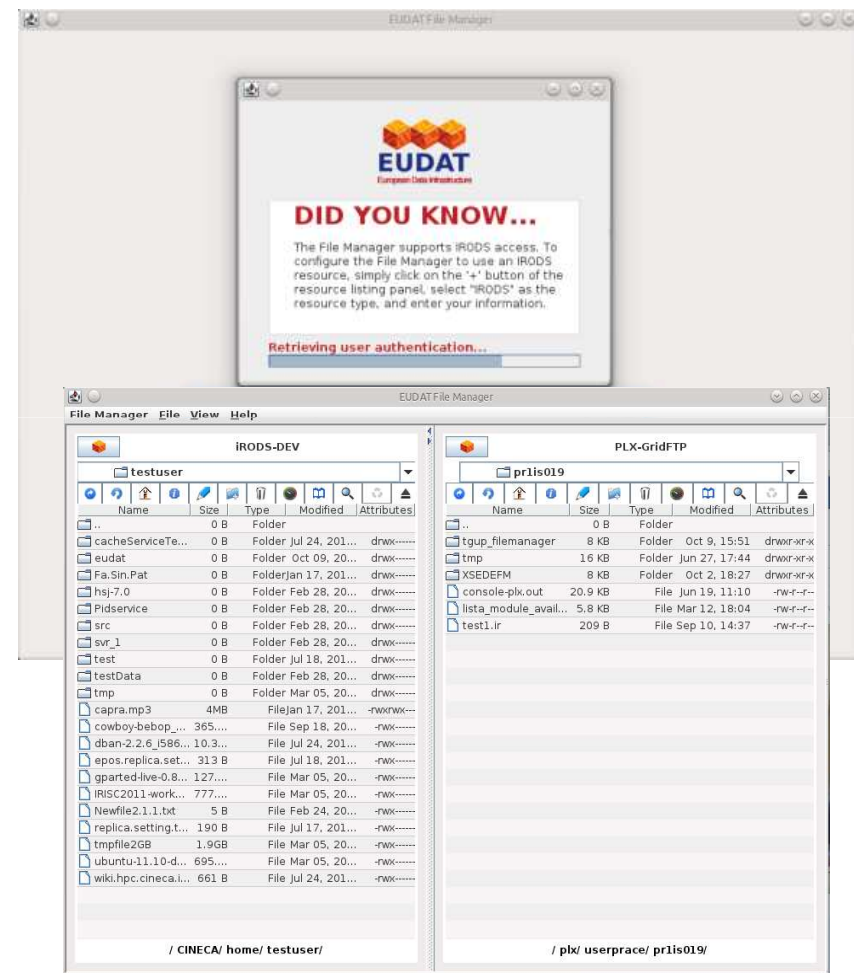 EUDAT File Manager
EUDAT
European Data Infrastructure
DID YOU KNOW...
The File Manager supports iRODS access. To
configure the File Manager to use an IRODS
resource, simply click on the '+' button of the
resource listing panel, select "IRODS" as the
resource type, and enter your information.
Retrieving user authentication...
EUDAT File Manager
File Manager File View Help
iRODS-DEV
testuser
Name Size Type Modified Attributes
.. 0 B Folder
cacheServiceTe... 0 B Folder Jul 24, 201... drwx------
eudat 0 B Folder Oct 09, 20... drwx------
Fa.Sin.Pat 0 B Folder Jan 17, 201... drwx------
hsj-7.0 0 B Folder Feb 28, 20... drwx------
Pidservice 0 B Folder Feb 28, 20... drwx------
src 0 B Folder Feb 28, 20... drwx------
svr_1 0 B Folder Feb 28, 20... drwx------
test 0 B Folder Jul 18, 201... drwx------
testData 0 B Folder Feb 28, 20... drwx------
tmp 0 B Folder Mar 05, 20... drwx------
capra.mp3 4MB File Jan 17, 201... -rwxrwx---
cowboy-bebop_... 365.... File Sep 18, 20... -rwx------
dban-2.2.6_i586... 10.3... File Jul 24, 201... -rwx------
epos.replica.set... 313 B File Jul 18, 201... -rwx------
gparted-live-0.8... 127.... File Mar 05, 20... -rwx------
IRISC2011-work... 777.... File Mar 05, 20... -rwx------
Newfile2.1.1.txt 5 B File Feb 24, 201... -rwx------
replica.setting.t... 190 B File Jul 17, 201... -rwx------
tmpfile2GB 1.9GB File Mar 05, 20... -rwx------
ubuntu-11.10-d... 695.... File Mar 05, 20... -rwx------
wiki.hpc.cineca.i... 661 B File Jul 24, 201... -rwx------
/ CINECA/ home/ testuser/
PLX-GridFTP
pr1is019
Name Size Type Modified Attributes
.. 0 B Folder
tgup_filemanager 8 KB Folder Oct 9, 15:51 drwxr-xr-x
tmp 16 KB Folder Jun 27, 17:44 drwxr-xr-x
XSEDEFM 8 KB Folder Oct 2, 18:27 drwxr-xr-x
console-plx.out 20.9 KB File Jun 19, 11:10 -rw-r--r--
lista_module_avail... 5.8 KB File Mar 12, 18:04 -rw-r--r--
test1.ir 209 B File Sep 10, 14:37 -rw-r--r--
/ plx/ userprace/ pr1is019/